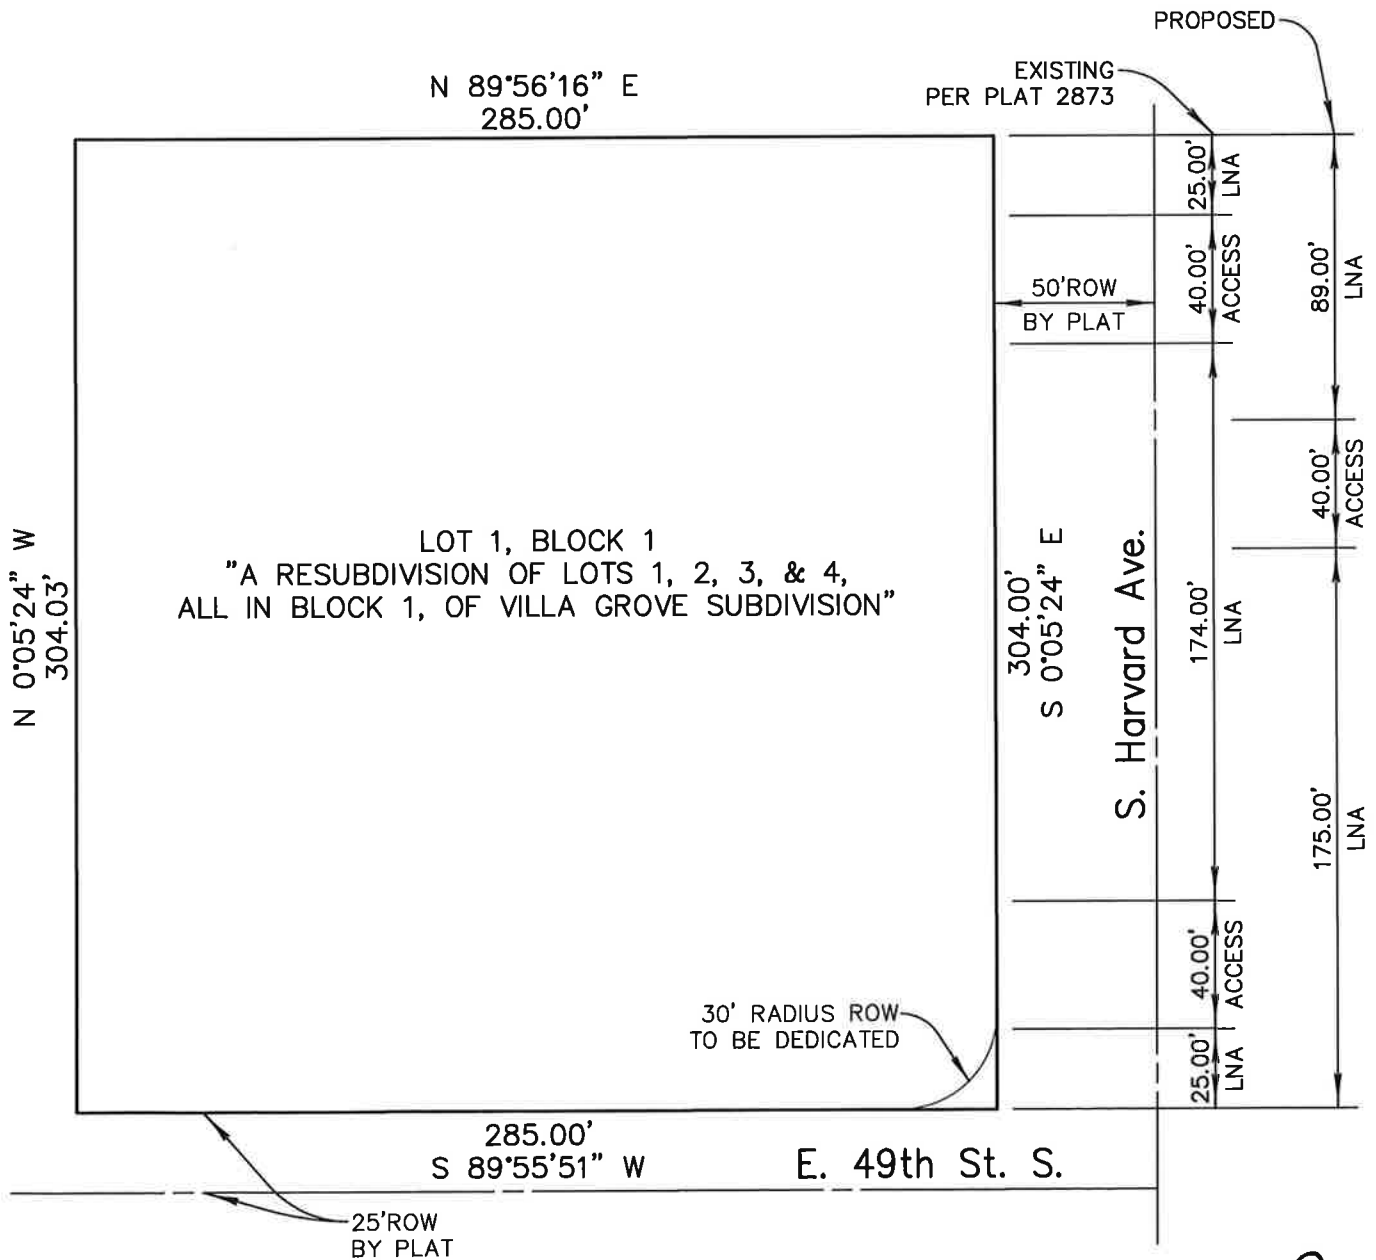 PROPOSED
EXISTING
PER PLAT 2873
N 89°56'16" E
285.00'
25.00'
LNA
40.00'
ACCESS
89.00'
LNA
50'ROW
BY PLAT
40.00'
ACCESS
LOT 1, BLOCK 1
"A RESUBDIVISION OF LOTS 1, 2, 3, & 4,
ALL IN BLOCK 1, OF VILLA GROVE SUBDIVISION"
N 0°05'24" W
304.03'
304.00'
S 0°05'24" E
S. Harvard Ave.
174.00'
LNA
175.00'
LNA
40.00'
ACCESS
30' RADIUS ROW
TO BE DEDICATED
25.00'
LNA
285.00'
S 89°55'51" W
E. 49th St. S.
25'ROW
BY PLAT